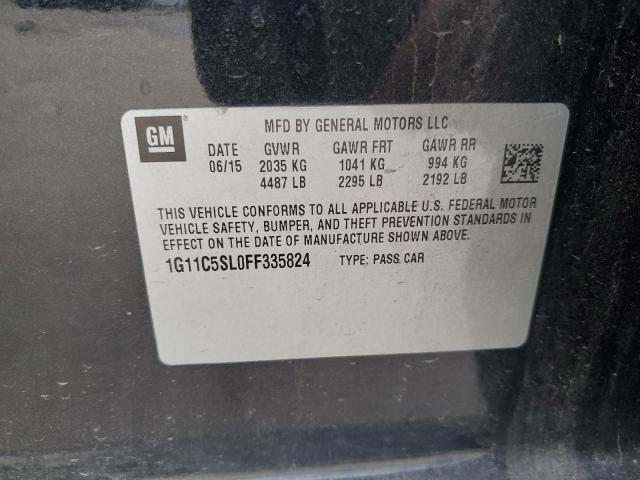 GM
MFD BY GENERAL MOTORS LLC
DATE GVWR GAWR FRT GAWR RR
06/15 2035 KG 1041 KG 994 KG
4487 LB 2295 LB 2192 LB
THIS VEHICLE CONFORMS TO ALL APPLICABLE U.S. FEDERAL MOTOR
VEHICLE SAFETY, BUMPER, AND THEFT PREVENTION STANDARDS IN
EFFECT ON THE DATE OF MANUFACTURE SHOWN ABOVE.
1G11C5SL0FF335824 TYPE: PASS. CAR